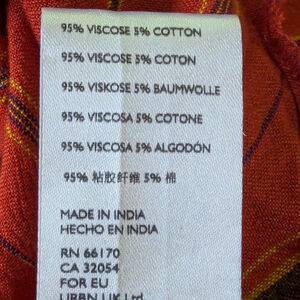 95% VISCOSE 5% COTTON
95% VISCOSE 5% COTON
95% VISKOSE 5% BAUMWOLLE
95% VISCOSA 5% COTONE
95% VISCOSA 5% ALGODÓN
95% 粘胶纤维 5% 棉
MADE IN INDIA
HECHO EN INDIA
RN 66170
CA 32054
FOR EU
URBN UK Ltd